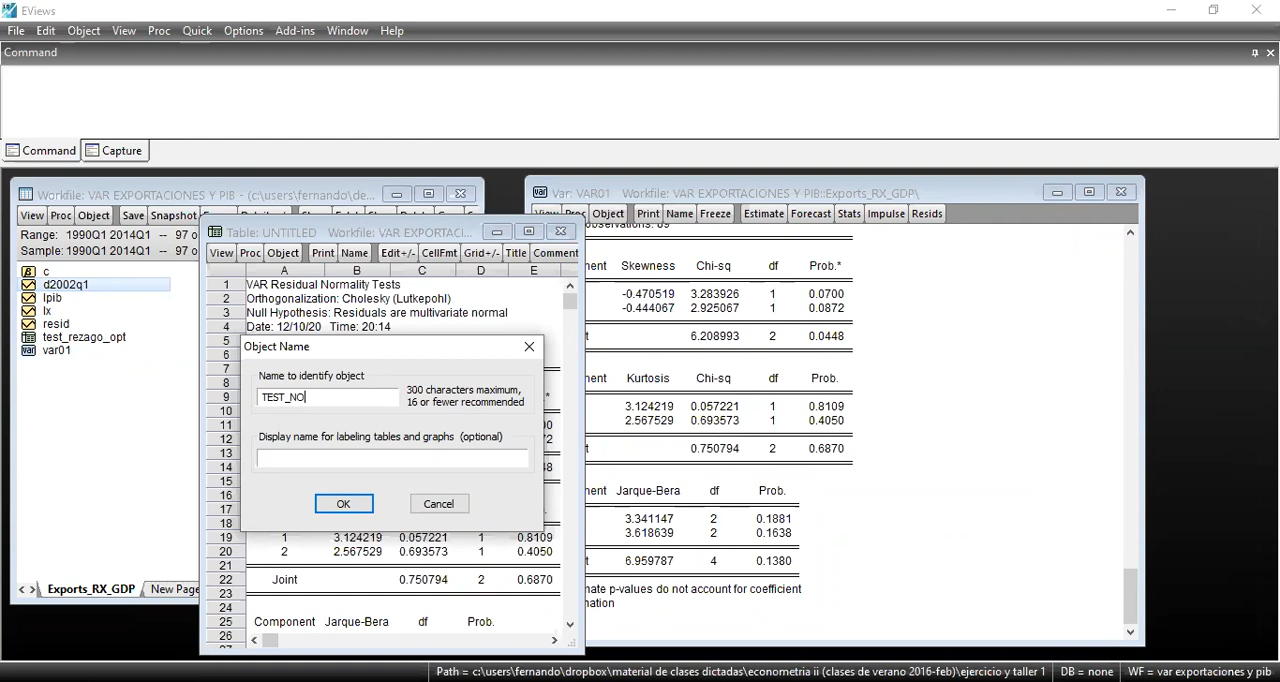 EViews
File Edit Object View Proc Quick Options Add-ins Window Help
Command
Command Capture
Workfile: VAR EXPORTACIONES Y PIB - (c:\users\fernando\de...
View Proc Object Save Snapshot
Range: 1990Q1 2014Q1 -- 97 o
Sample: 1990Q1 2014Q1 -- 97 o
c
d2002q1
lpib
lx
resid
test_rezago_opt
var01
Exports_RX_GDP New Page
Table: UNTITLED Workfile: VAR EXPORTACI...
View Proc Object Print Name Edit+/- CellFmt Grid+/- Title Comment
A B C D E
1 VAR Residual Normality Tests
2 Orthogonalization: Cholesky (Lutkepohl)
3 Null Hypothesis: Residuals are multivariate normal
4 Date: 12/10/20 Time: 20:14
5
6
7
8
9
10
11
12
13
14
15
16
17
18
19 1 3.124219 0.057221 1 0.8109
20 2 2.567529 0.693573 1 0.4050
21
22 Joint 0.750794 2 0.6870
23
24
25 Component Jarque-Bera df Prob.
26
Object Name
Name to identify object
TEST_NO
300 characters maximum,
16 or fewer recommended
Display name for labeling tables and graphs (optional)
OK Cancel
Var: VAR01 Workfile: VAR EXPORTACIONES Y PIB::Exports_RX_GDP\
View Proc Object Print Name Freeze Estimate Forecast Stats Impulse Resids
nent Skewness Chi-sq df Prob.*
-0.470519 3.283926 1 0.0700
-0.444067 2.925067 1 0.0872
t 6.208993 2 0.0448
nent Kurtosis Chi-sq df Prob.
3.124219 0.057221 1 0.8109
2.567529 0.693573 1 0.4050
t 0.750794 2 0.6870
nent Jarque-Bera df Prob.
3.341147 2 0.1881
3.618639 2 0.1638
t 6.959787 4 0.1380
nate p-values do not account for coefficient
nation
Path = c:\users\fernando\dropbox\material de clases dictadas\econometria ii (clases de verano 2016-feb)\ejercicio y taller 1 DB = none WF = var exportaciones y pib